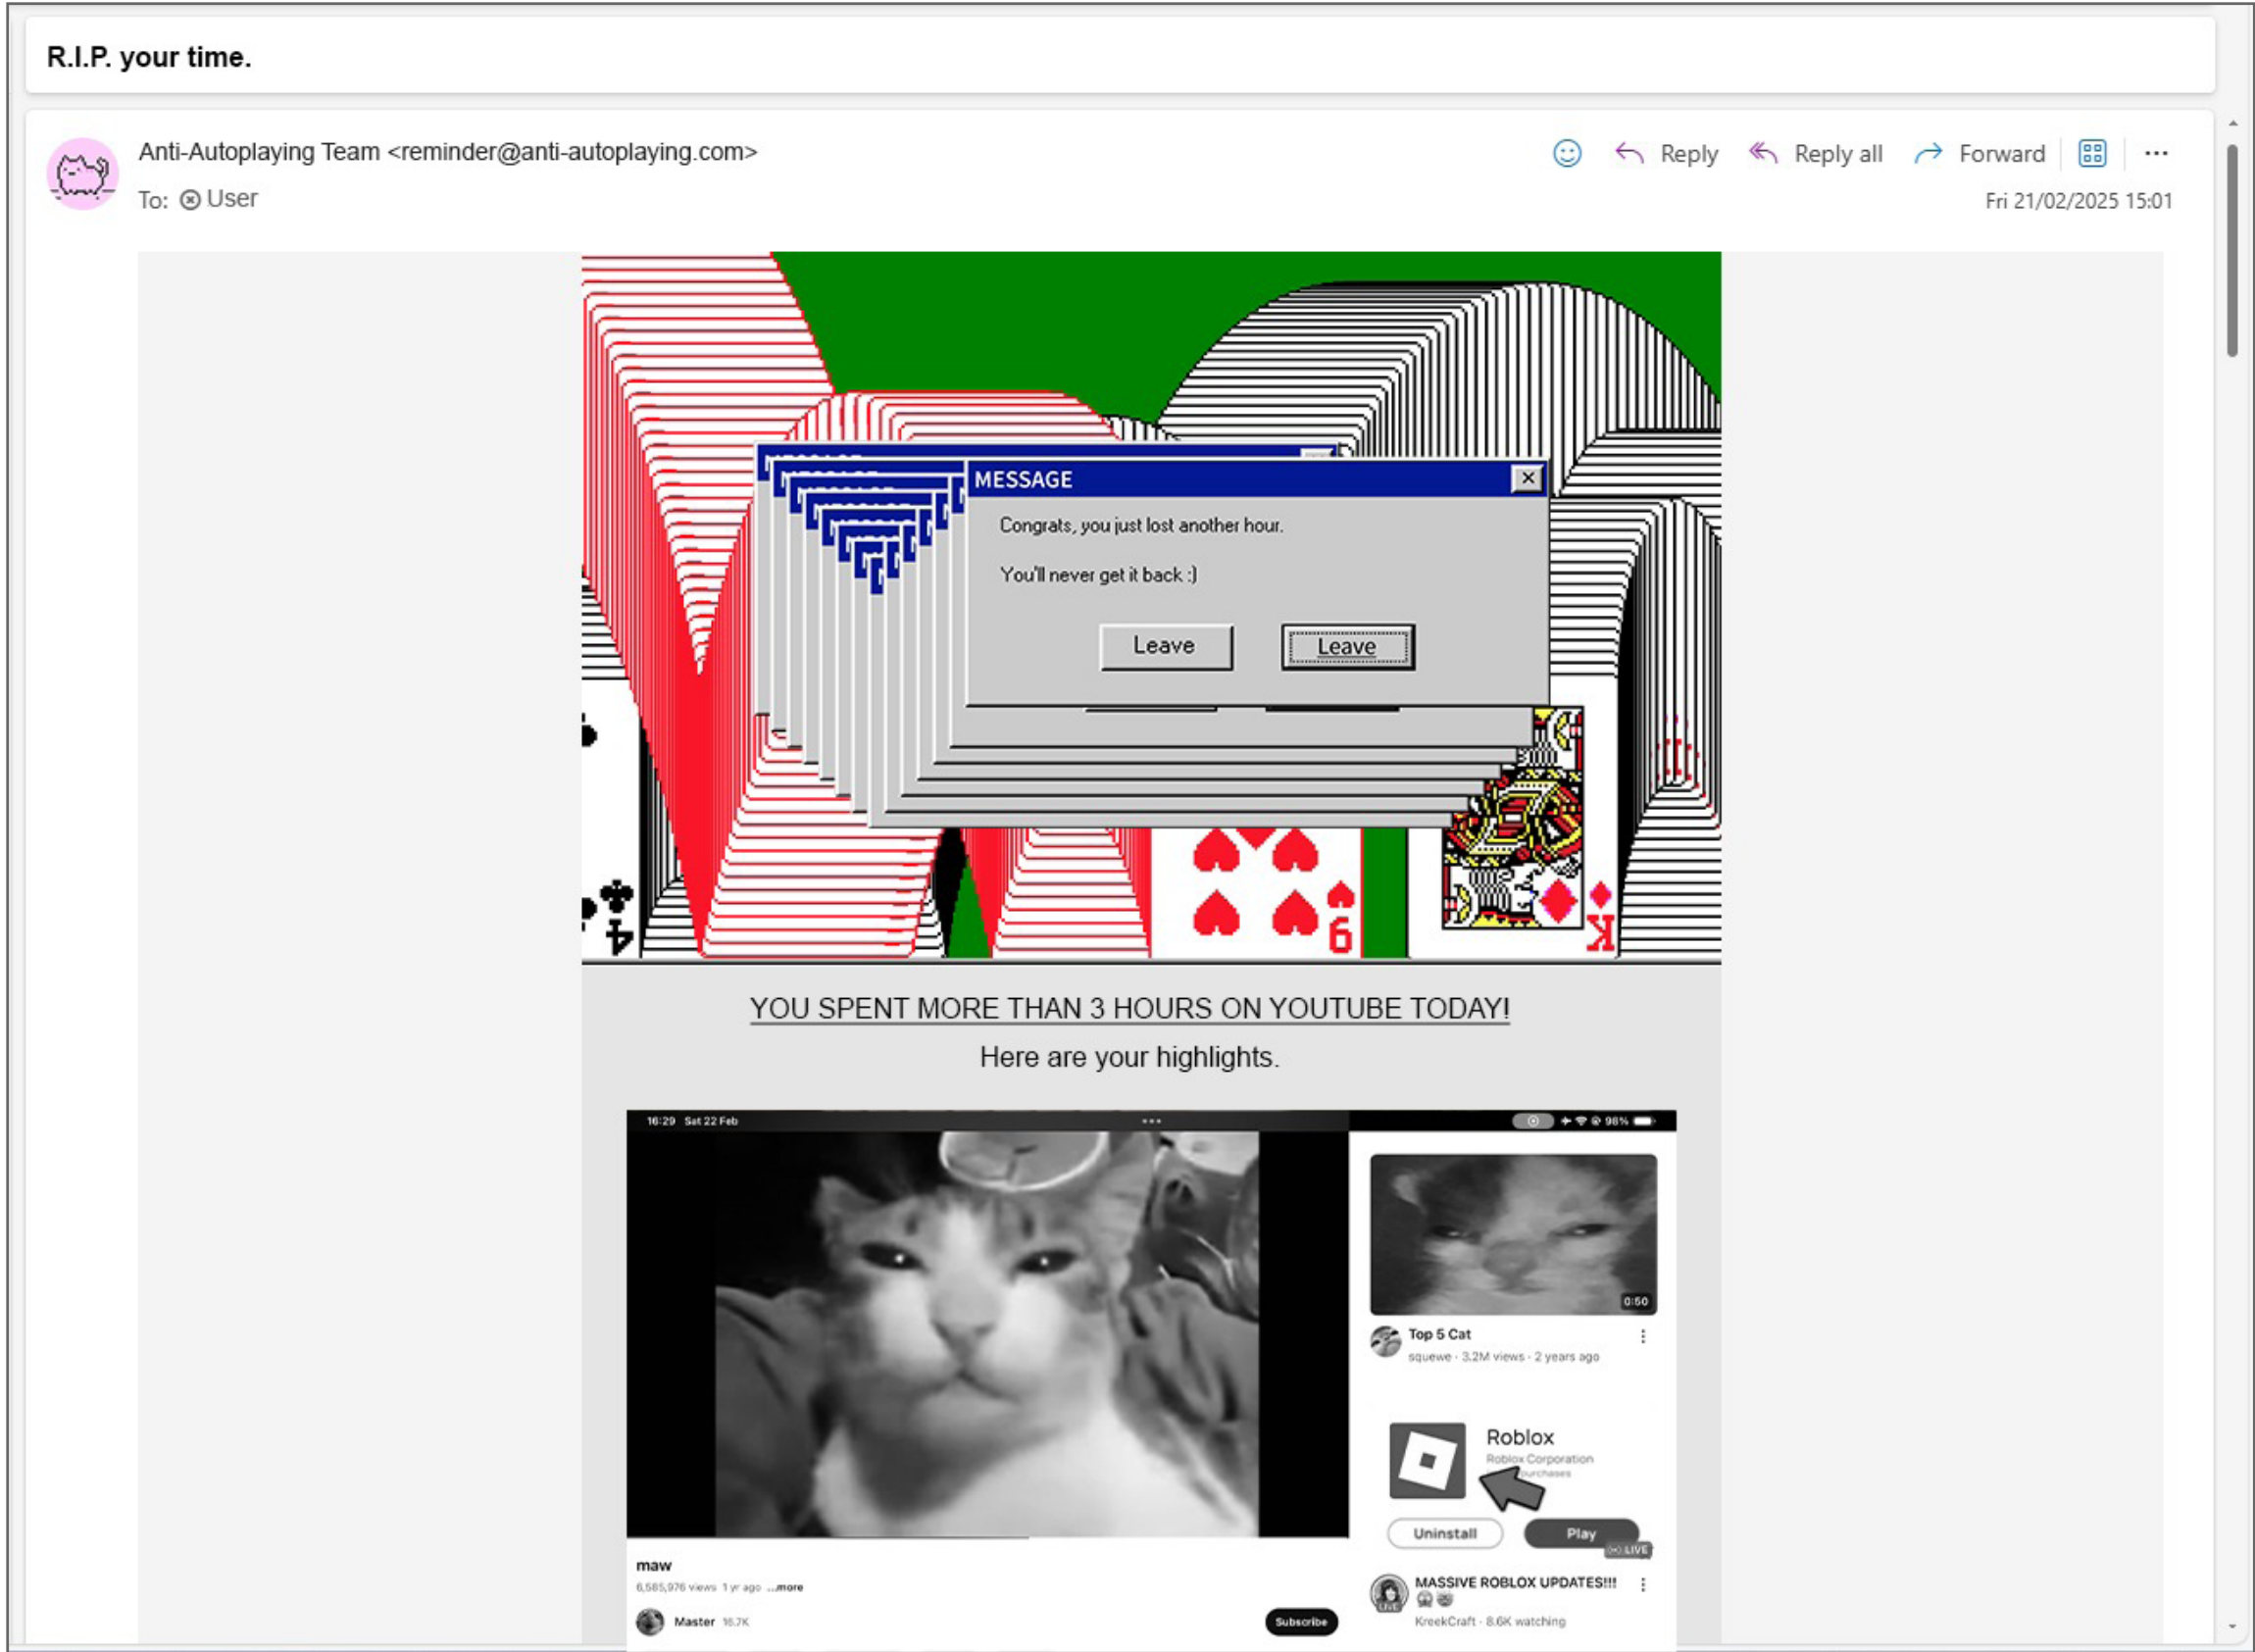 R.I.P. your time.
Anti-Autoplaying Team <reminder@anti-autoplaying.com>
Reply
Reply all
Forward
To: User
Fri 21/02/2025 15:01
MESSAGE
Congrats, you just lost another hour.
You'll never get it back :)
Leave
Leave
4
9
K
YOU SPENT MORE THAN 3 HOURS ON YOUTUBE TODAY!
Here are your highlights.
16:29 Sat 22 Feb
98%
0:50
Top 5 Cat
squewe · 3.2M views · 2 years ago
Roblox
Roblox Corporation
purchases
Uninstall
Play
LIVE
maw
6,585,976 views 1 yr ago ...more
Master 16.7K
Subscribe
MASSIVE ROBLOX UPDATES!!!
LIVE
KreekCraft · 8.6K watching